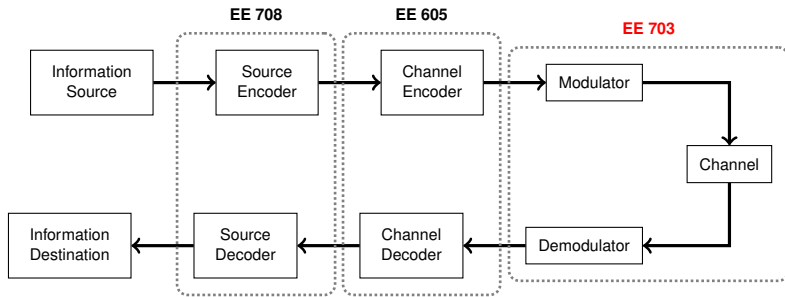 EE 708
EE 605
EE 703
Information
Source
Source
Encoder
Channel
Encoder
Modulator
Channel
Information
Destination
Source
Decoder
Channel
Decoder
Demodulator